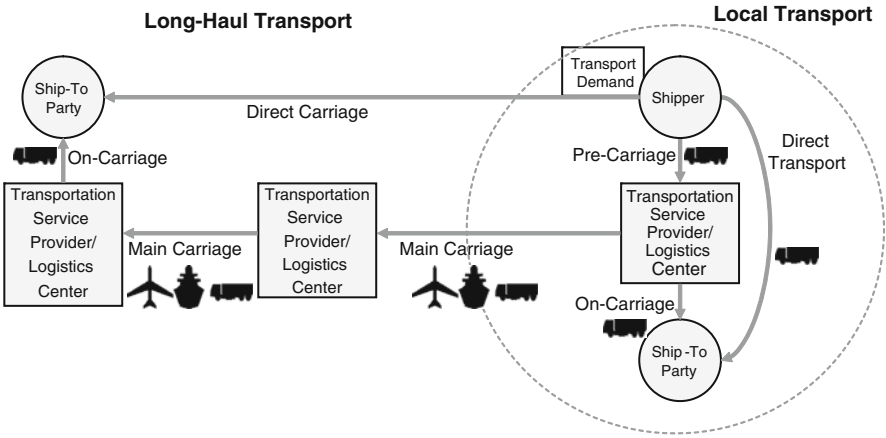 Long-Haul Transport
Local Transport
Transport
Demand
Ship-To
Party
Shipper
Direct Carriage
On-Carriage
Pre-Carriage
Direct
Transport
Transportation
Service
Provider/
Logistics
Center
Main Carriage
Transportation
Service
Provider/
Logistics
Center
Main Carriage
Transportation
Service
Provider/
Logistics
Center
On-Carriage
Ship-To
Party